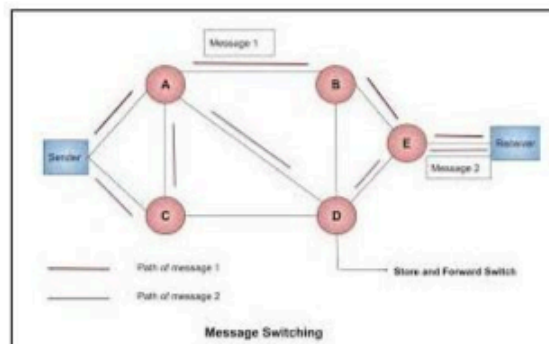 Message 1
A
B
Sender
E
Receiver
Message 2
C
D
Path of message 1
Store and Forward Switch
Path of message 2
Message Switching